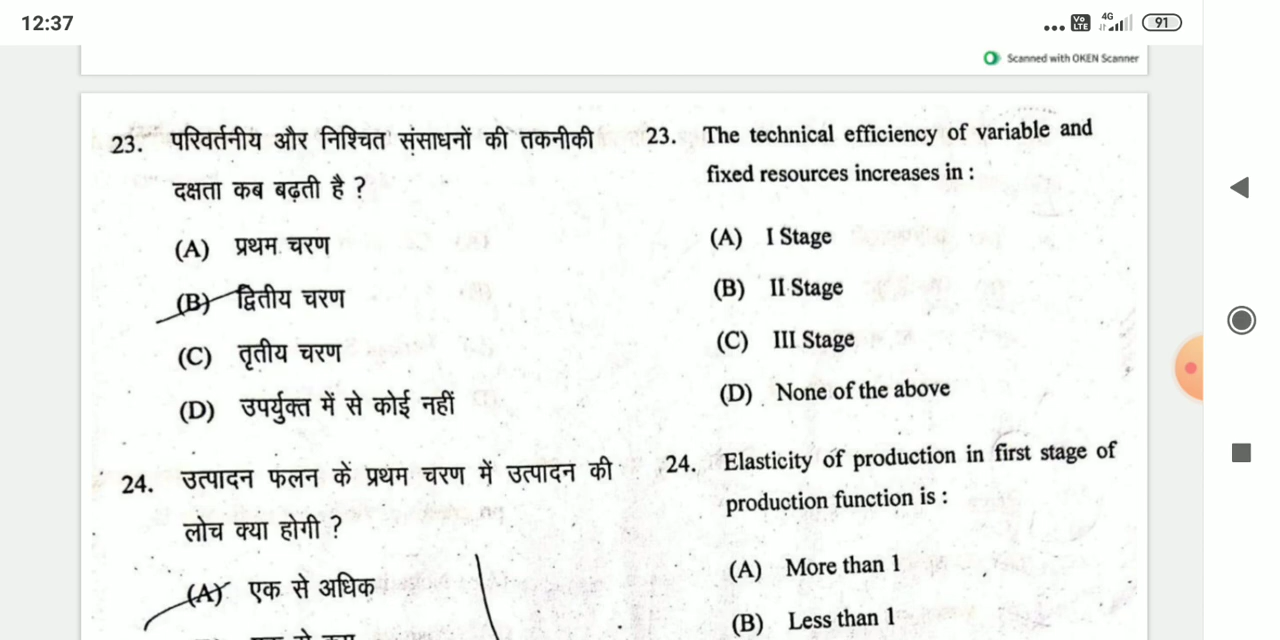 12:37
Vo LTE 4G 91
Scanned with OKEN Scanner
23. परिवर्तनीय और निश्चित संसाधनों की तकनीकी
दक्षता कब बढ़ती है ?
(A) प्रथम चरण
(B) द्वितीय चरण
(C) तृतीय चरण
(D) उपर्युक्त में से कोई नहीं
24. उत्पादन फलन कें प्रथम चरण में उत्पादन की
लोच क्या होगी ?
(A) एक से अधिक
23. The technical efficiency of variable and
fixed resources increases in :
(A) I Stage
(B) II Stage
(C) III Stage
(D) None of the above
24. Elasticity of production in first stage of
production function is :
(A) More than 1
(B) Less than 1